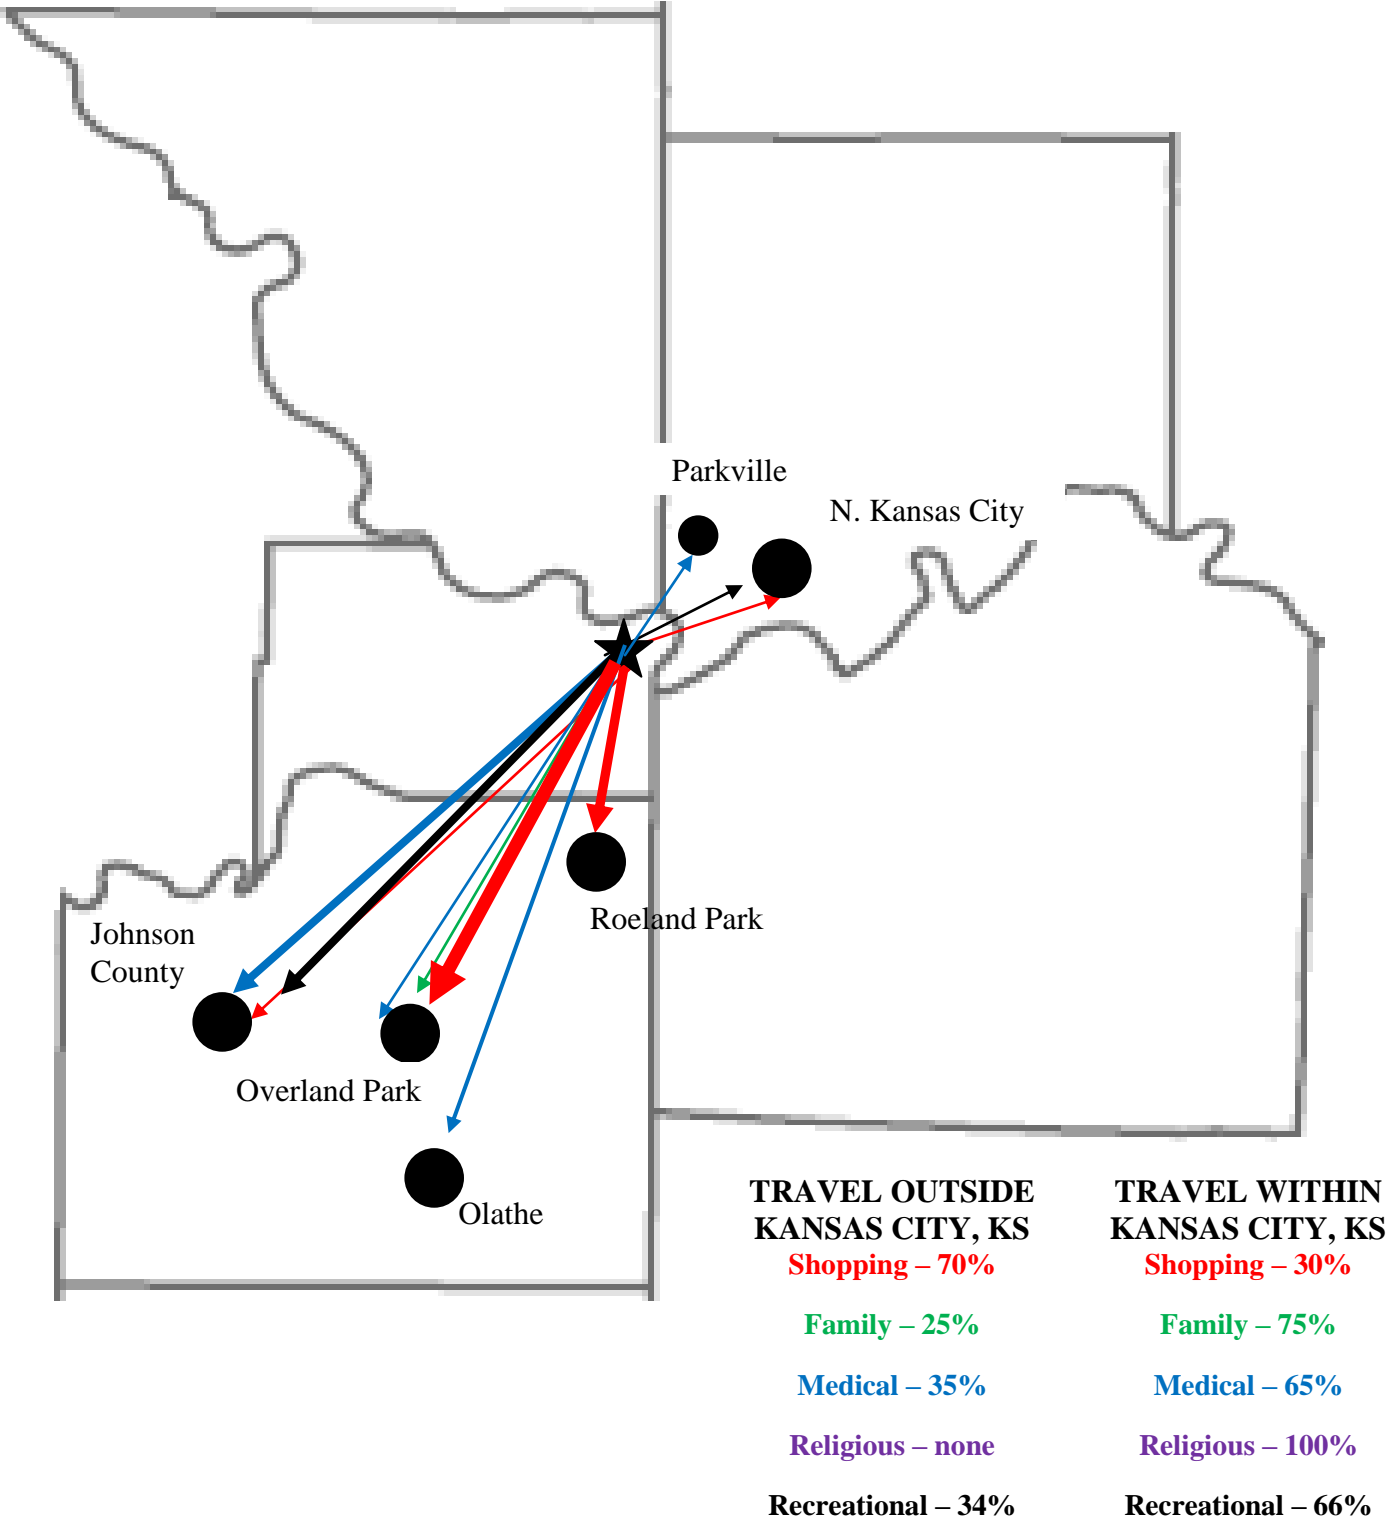 Parkville
N. Kansas City
Roeland Park
Johnson
County
Overland Park
Olathe
TRAVEL OUTSIDE
KANSAS CITY, KS
Shopping – 70%
Family – 25%
Medical – 35%
Religious – none
Recreational – 34%
TRAVEL WITHIN
KANSAS CITY, KS
Shopping – 30%
Family – 75%
Medical – 65%
Religious – 100%
Recreational – 66%